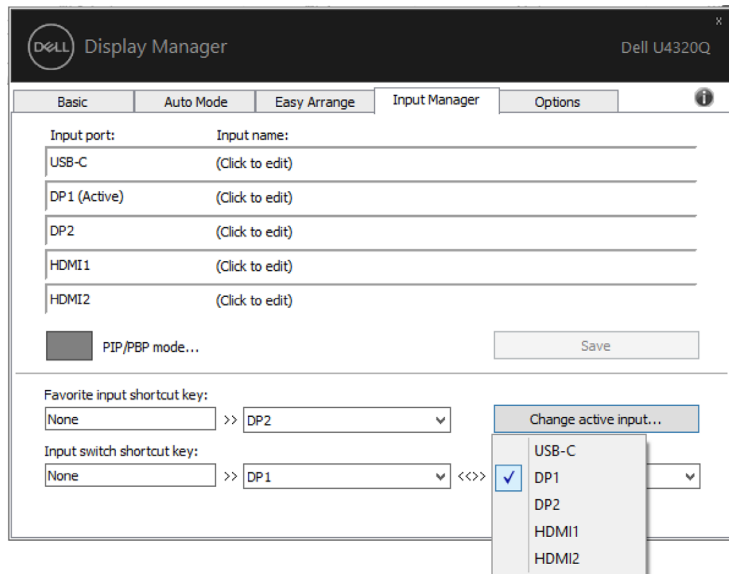 DELL Display Manager
x
Dell U4320Q
Basic Auto Mode Easy Arrange Input Manager Options i
Input port: Input name:
USB-C (Click to edit)
DP1 (Active) (Click to edit)
DP2 (Click to edit)
HDMI1 (Click to edit)
HDMI2 (Click to edit)
PIP/PBP mode... Save
Favorite input shortcut key:
None >> DP2 Change active input...
Input switch shortcut key:
None >> DP1 <<>>
USB-C
DP1
DP2
HDMI1
HDMI2